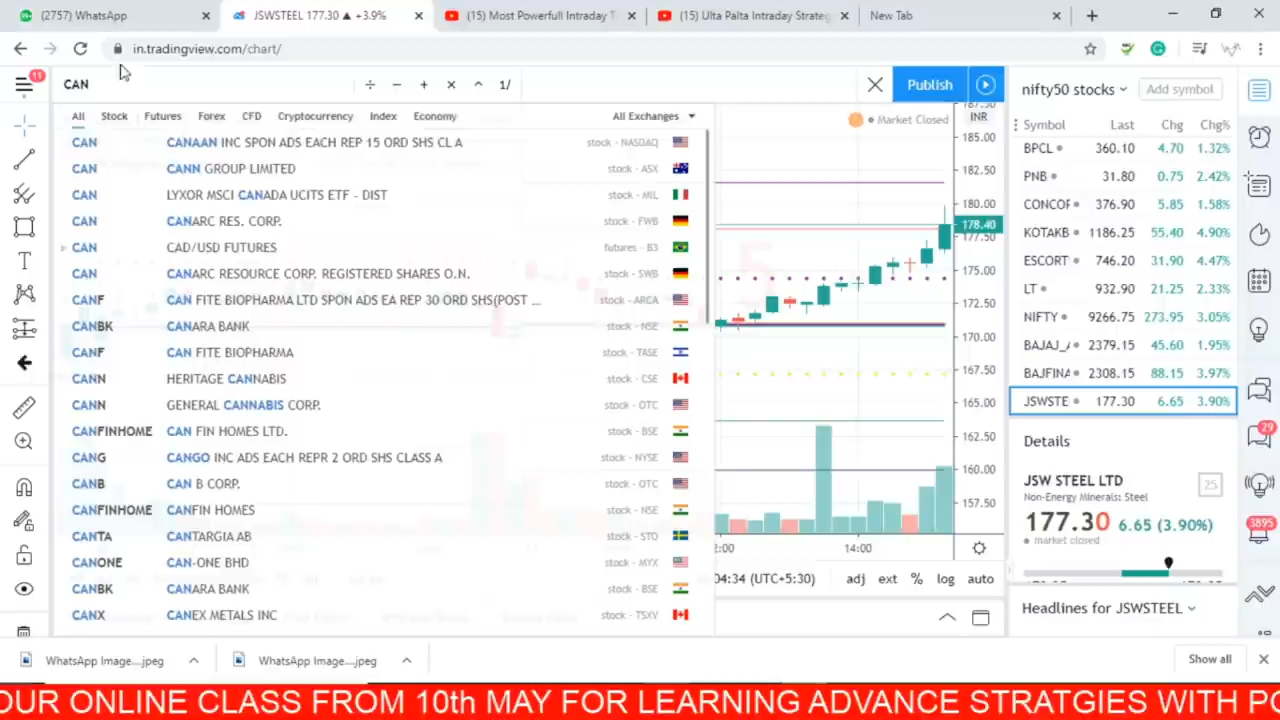 (2757) WhatsApp
JSWSTEEL 177.30 ▲ +3.9%
(15) Most Powerfull Intraday T
(15) Ulta Palta Intraday Strateg
New Tab
in.tradingview.com/chart/
11
CAN
÷ − + × ^ 1/
Publish
All Stock Futures Forex CFD Cryptocurrency Index Economy All Exchanges
CAN CANAAN INC SPON ADS EACH REP 15 ORD SHS CL A stock - NASDAQ
CAN CANN GROUP LIMITED stock - ASX
CAN LYXOR MSCI CANADA UCITS ETF - DIST stock - MIL
CAN CANARC RES. CORP. stock - FWB
CAN CAD/USD FUTURES futures - B3
CAN CANARC RESOURCE CORP. REGISTERED SHARES O.N. stock - SWB
CANF CAN FITE BIOPHARMA LTD SPON ADS EA REP 30 ORD SHS(POST ... stock - ARCA
CANBK CANARA BANK stock - NSE
CANF CAN FITE BIOPHARMA stock - TASE
CANN HERITAGE CANNABIS stock - CSE
CANN GENERAL CANNABIS CORP. stock - OTC
CANFINHOME CAN FIN HOMES LTD. stock - BSE
CANG CANGO INC ADS EACH REPR 2 ORD SHS CLASS A stock - NYSE
CANB CAN B CORP. stock - OTC
CANFINHOME CANFIN HOMES stock - NSE
CANTA CANTARGIA AB stock - STO
CANONE CAN-ONE BHD stock - MYX
CANBK CANARA BANK stock - BSE
CANX CANEX METALS INC stock - TSXV
Market Closed
INR
185.00
182.50
180.00
178.40
177.50
175.00
172.50
170.00
167.50
165.00
162.50
160.00
157.50
2:00 14:00
04:34 (UTC+5:30) adj ext % log auto
nifty50 stocks
Add symbol
Symbol Last Chg Chg%
BPCL 360.10 4.70 1.32%
PNB 31.80 0.75 2.42%
CONCOF 376.90 5.85 1.58%
KOTAKB 1186.25 55.40 4.90%
ESCORT 746.20 31.90 4.47%
LT 932.90 21.25 2.33%
NIFTY 9266.75 273.95 3.05%
BAJAJ_A 2379.15 45.60 1.95%
BAJFINA 2308.15 88.15 3.97%
JSWSTE 177.30 6.65 3.90%
Details
JSW STEEL LTD
25
Non-Energy Minerals: Steel
177.30 6.65 (3.90%)
market closed
Headlines for JSWSTEEL
29
3895
WhatsApp Image....jpeg
WhatsApp Image....jpeg
Show all
OUR ONLINE CLASS FROM 10th MAY FOR LEARNING ADVANCE STRATGIES WITH PO